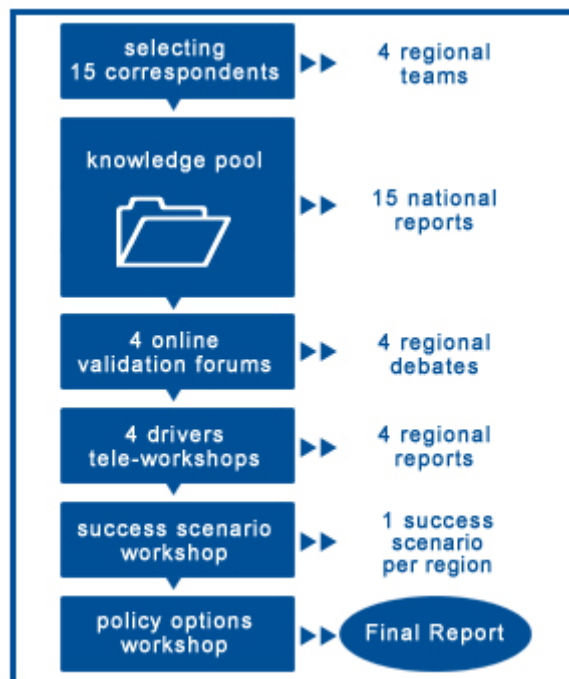 selecting
15 correspondents
4 regional
teams
knowledge pool
15 national
reports
4 online
validation forums
4 regional
debates
4 drivers
tele-workshops
4 regional
reports
success scenario
workshop
1 success
scenario
per region
policy options
workshop
Final Report